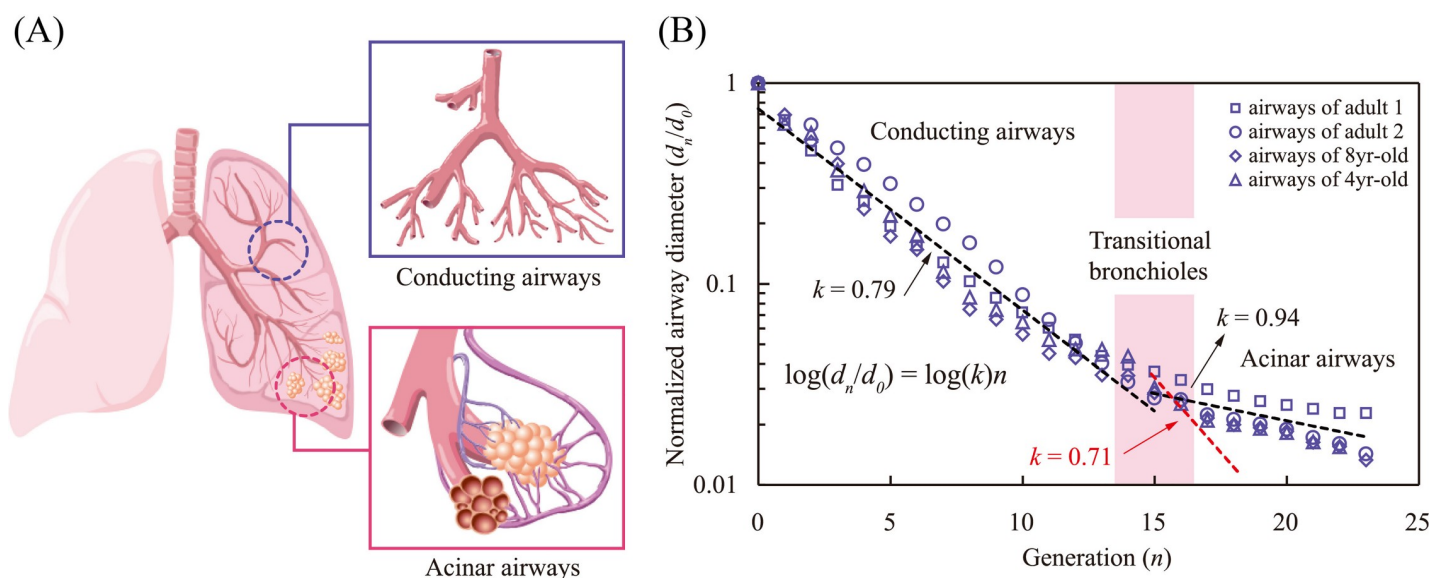 (A)
Conducting airways
Acinar airways
(B)
Normalized airway diameter (dn/d0)
1
0.1
0.01
Conducting airways
airways of adult 1
airways of adult 2
airways of 8yr-old
airways of 4yr-old
Transitional
bronchioles
k = 0.79
k = 0.94
Acinar airways
log(dn/d0) = log(k)n
k = 0.71
0
5
10
15
20
25
Generation (n)